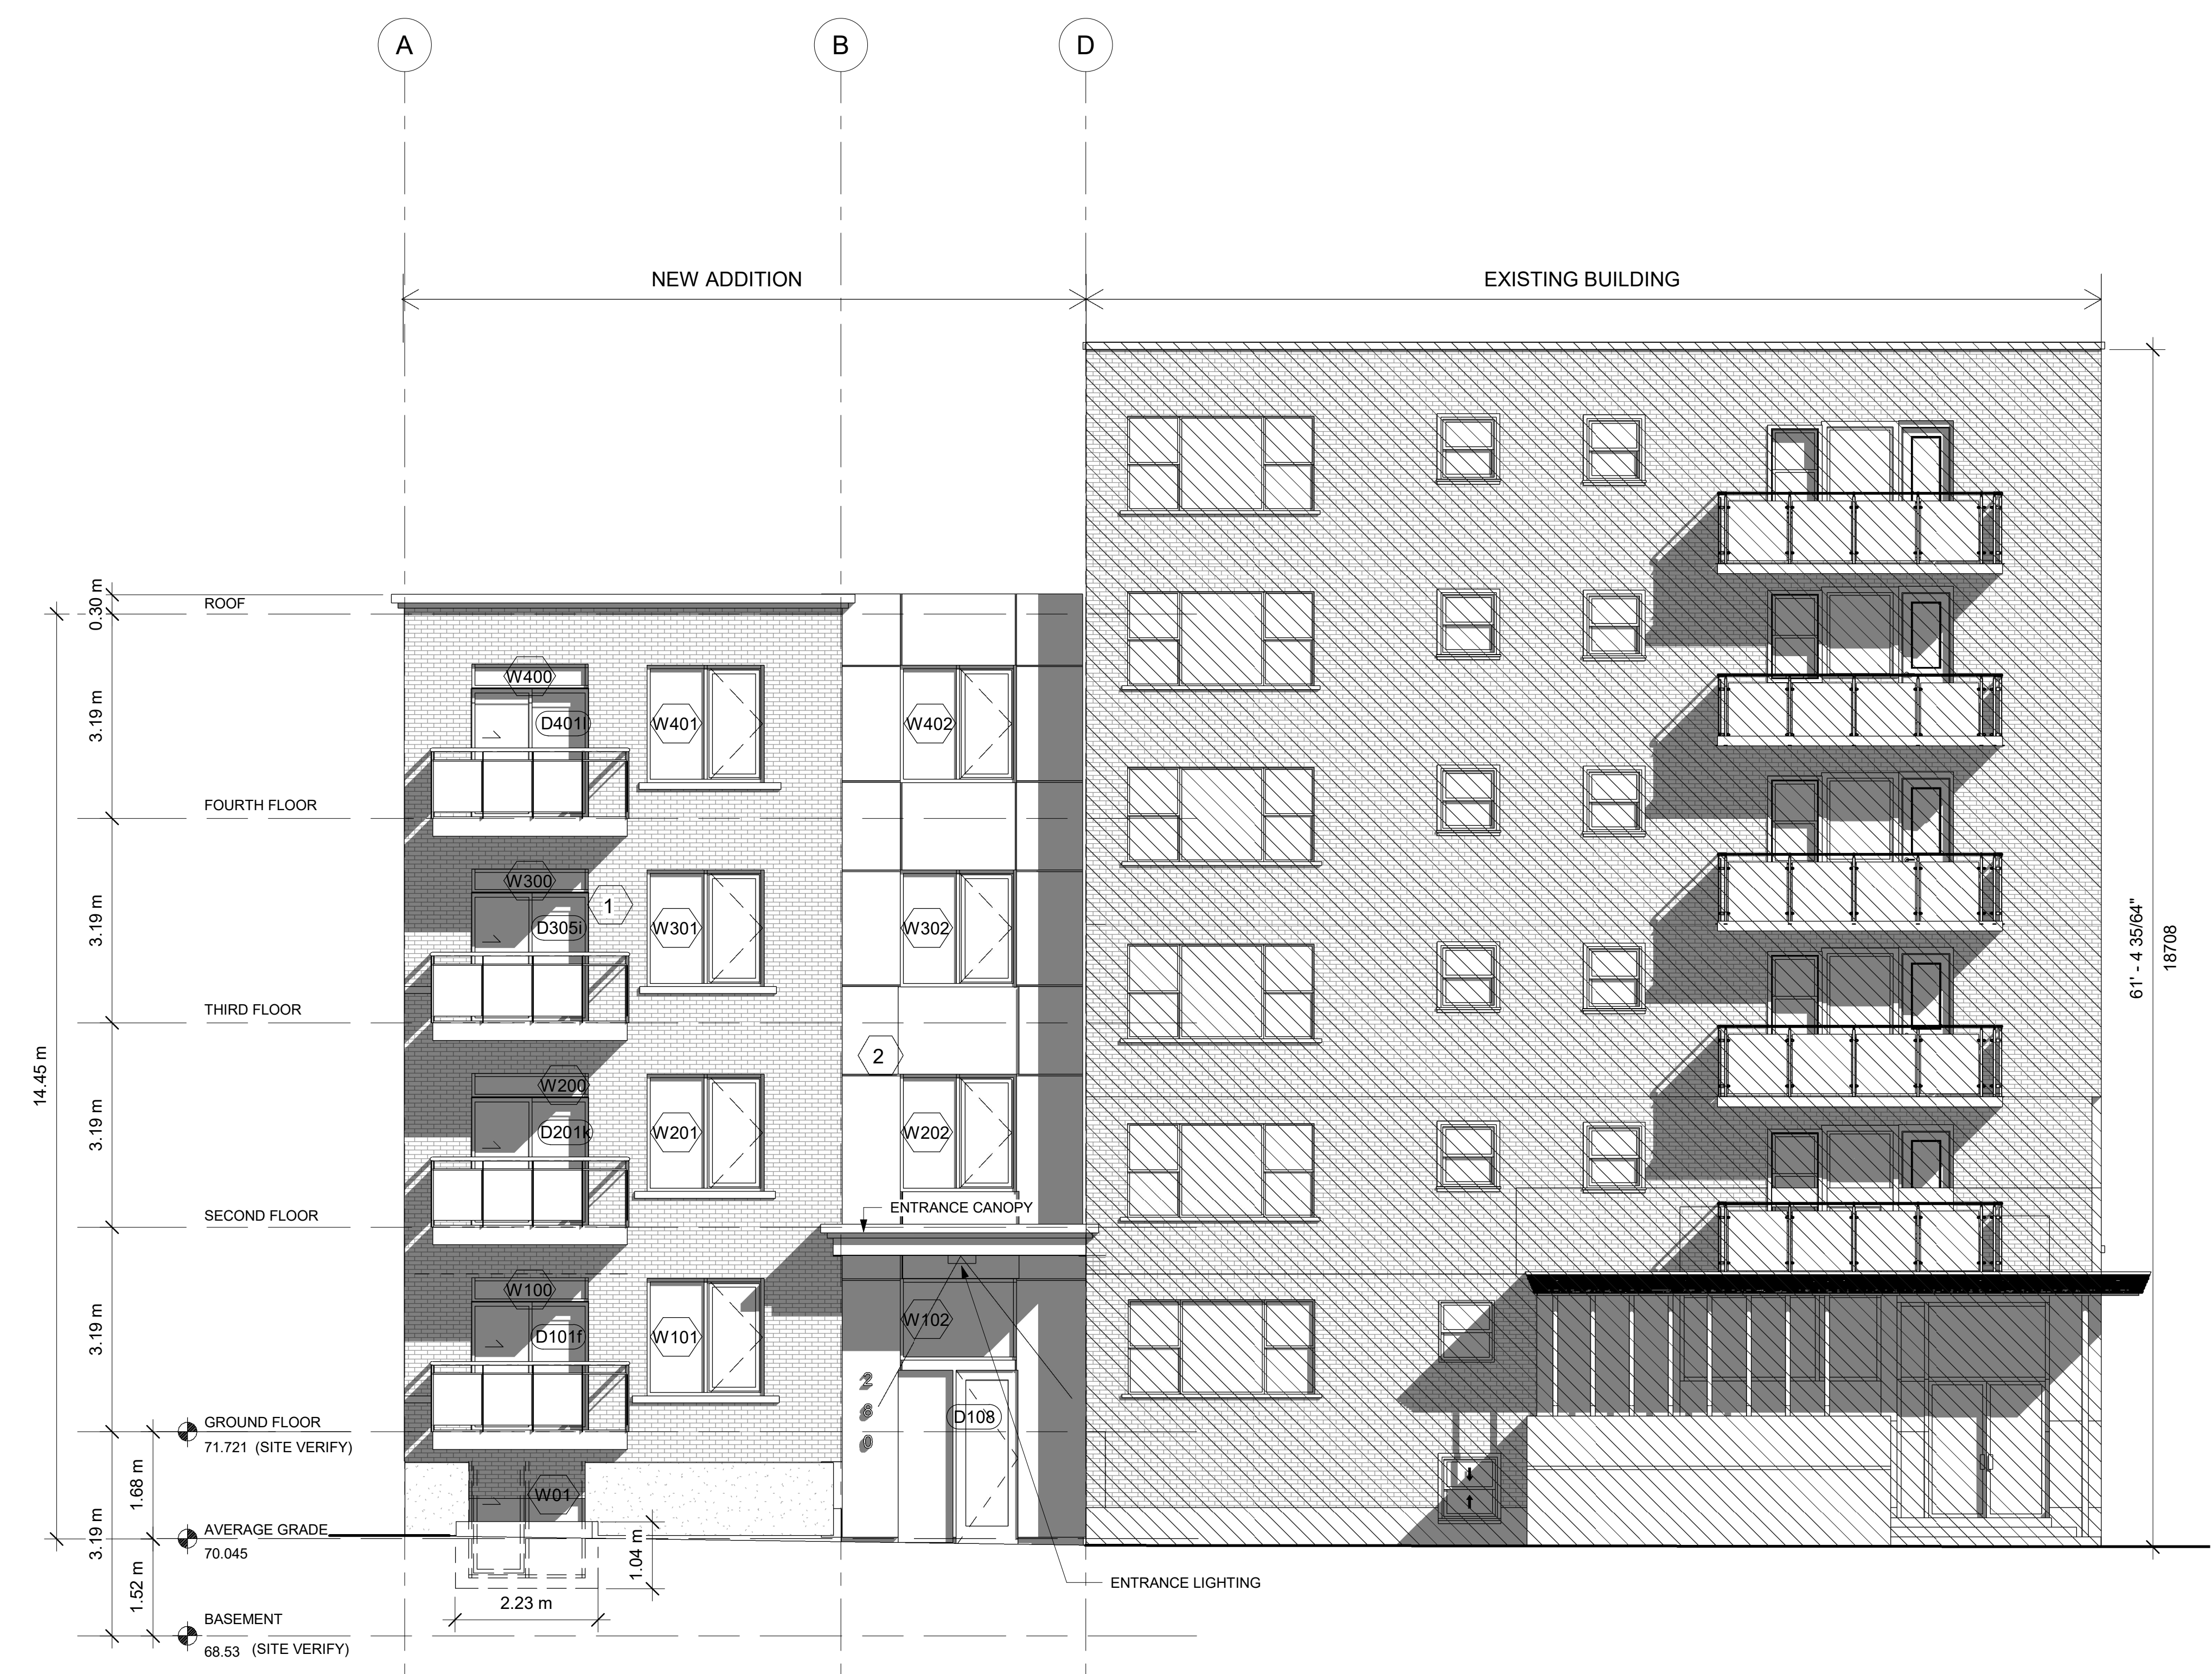 A
B
D
NEW ADDITION
EXISTING BUILDING
0.30 m
ROOF
W400
D401l
W401
W402
3.19 m
FOURTH FLOOR
W300
1
D305i
W301
W302
3.19 m
61' - 4 35/64"
18708
THIRD FLOOR
2
14.45 m
W200
D201k
W201
W202
3.19 m
SECOND FLOOR
ENTRANCE CANOPY
W100
D101f
W101
W102
3.19 m
260
D108
GROUND FLOOR
71.721 (SITE VERIFY)
1.68 m
W01
AVERAGE GRADE
70.045
3.19 m
1.04 m
1.52 m
ENTRANCE LIGHTING
2.23 m
BASEMENT
68.53 (SITE VERIFY)